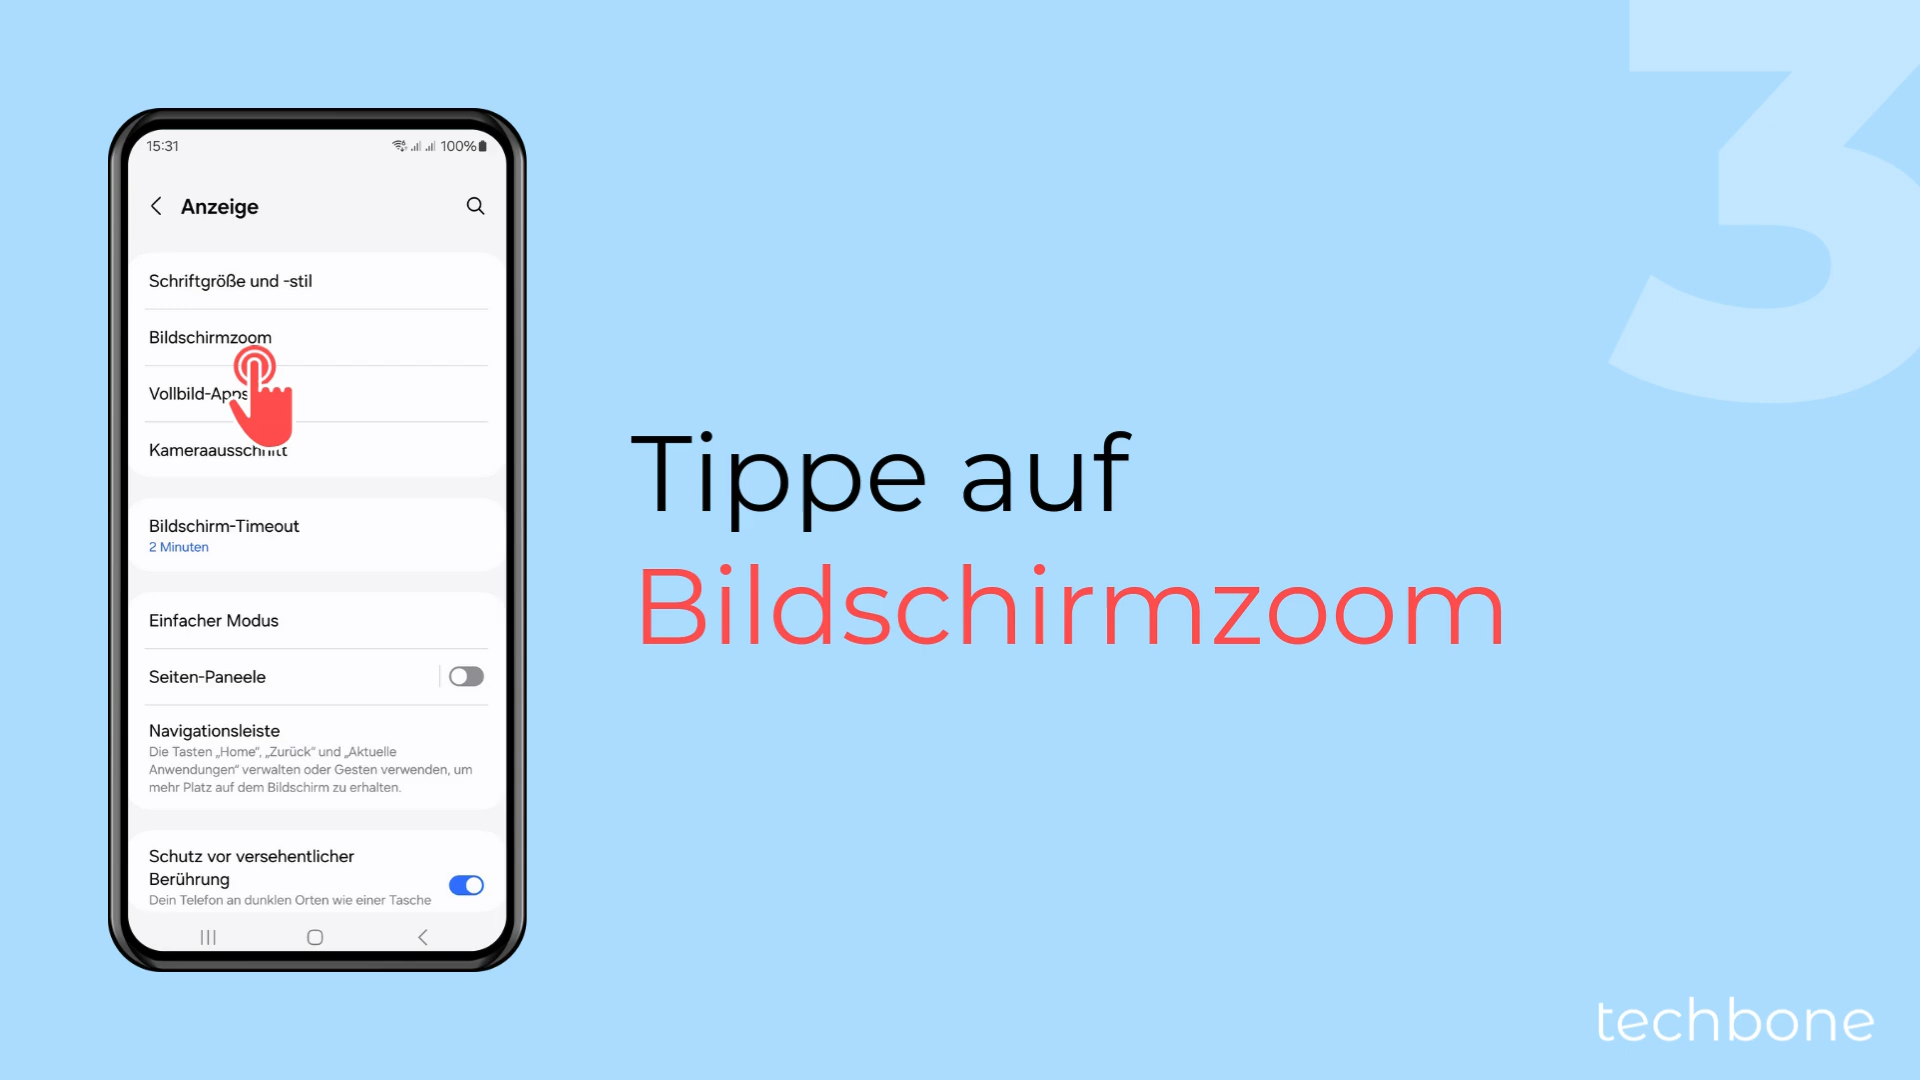 3
15:31
100%
Anzeige
Schriftgröße und -stil
Bildschirmzoom
Vollbild-Apps
Kameraausschnitt
Bildschirm-Timeout
2 Minuten
Einfacher Modus
Seiten-Paneele
Navigationsleiste
Die Tasten „Home“, „Zurück“ und „Aktuelle
Anwendungen“ verwalten oder Gesten verwenden, um
mehr Platz auf dem Bildschirm zu erhalten.
Schutz vor versehentlicher
Berührung
Dein Telefon an dunklen Orten wie einer Tasche
Tippe auf
Bildschirmzoom
techbone